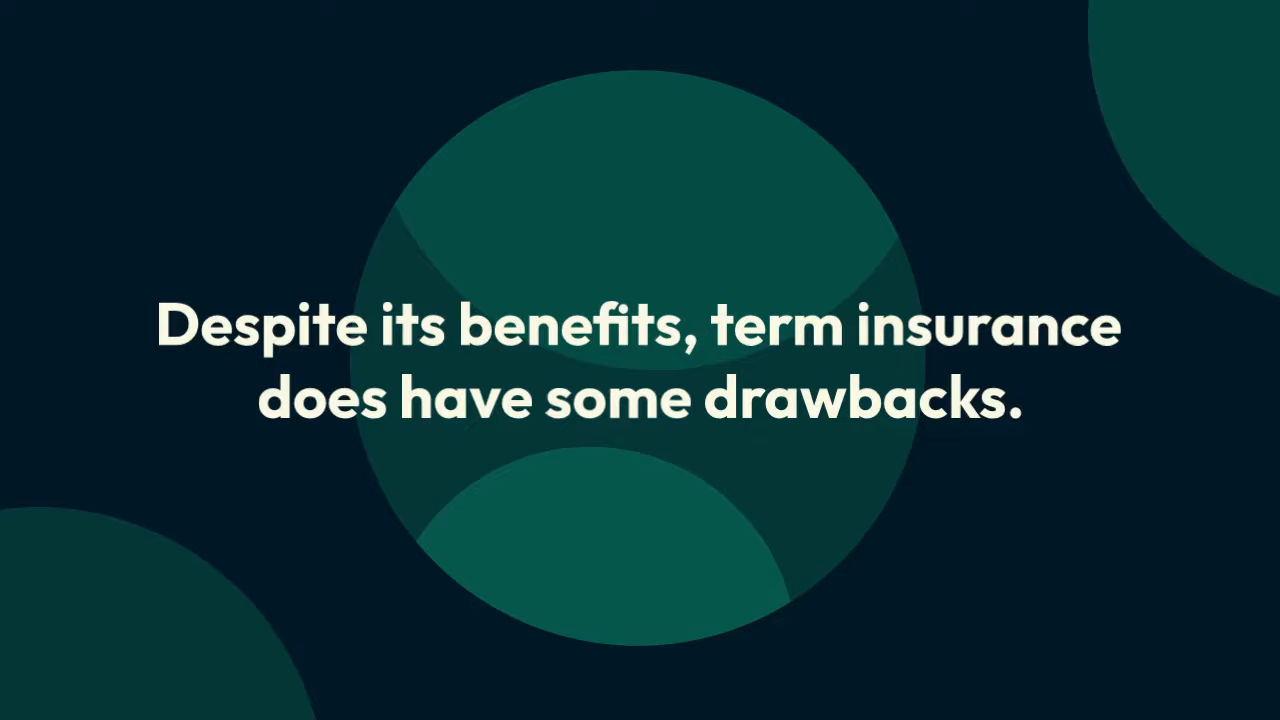 Despite its benefits, term insurance
does have some drawbacks.